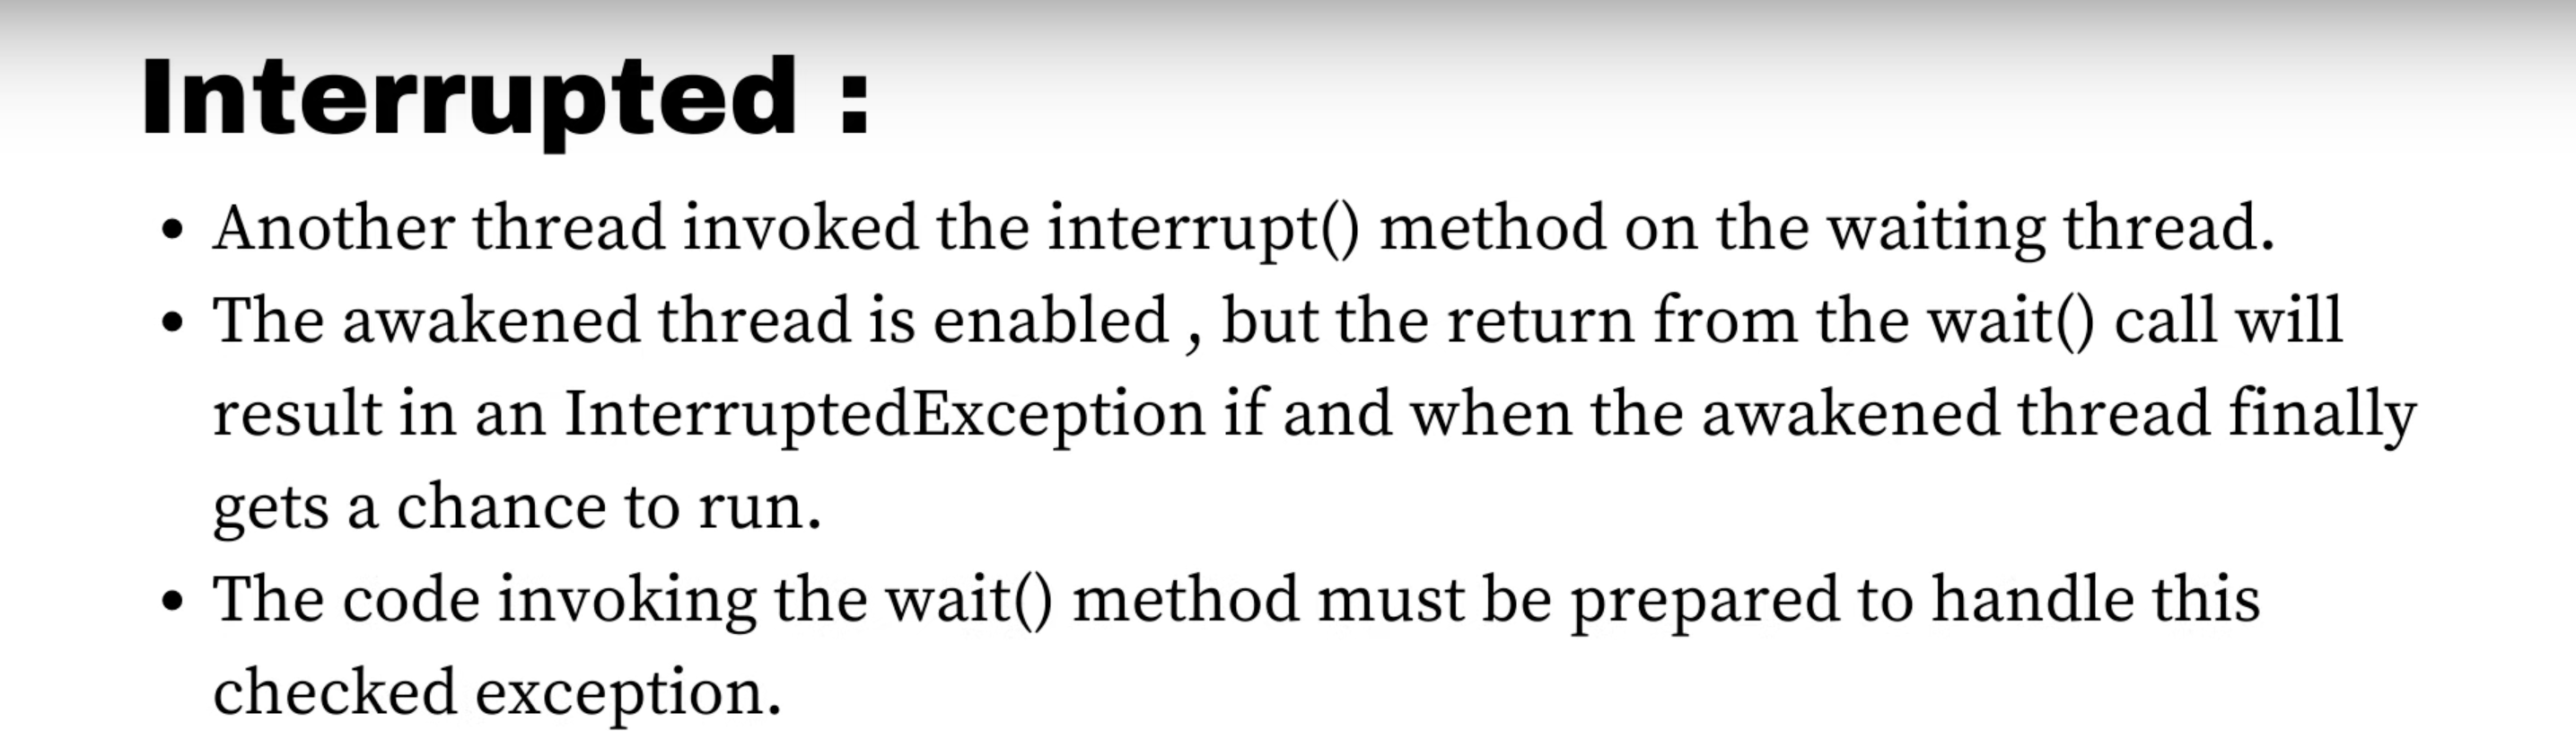 Interrupted :
• Another thread invoked the interrupt() method on the waiting thread.
• The awakened thread is enabled , but the return from the wait() call will
result in an InterruptedException if and when the awakened thread finally
gets a chance to run.
• The code invoking the wait() method must be prepared to handle this
checked exception.